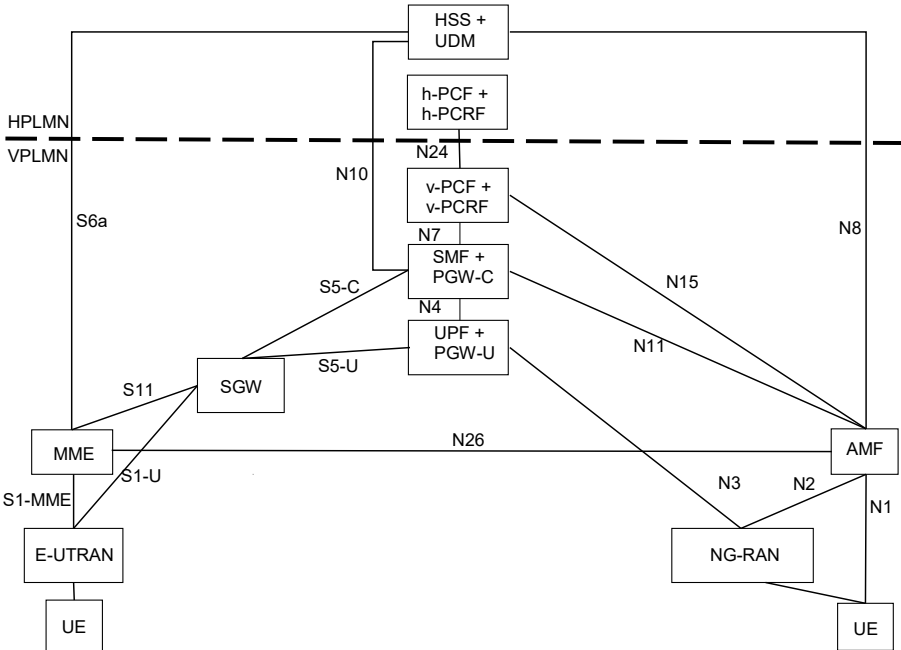 HSS +
UDM
h-PCF +
h-PCRF
HPLMN
VPLMN
N24
N10
v-PCF +
v-PCRF
S6a
N8
N7
SMF +
PGW-C
N15
S5-C
N4
UPF +
PGW-U
N11
S5-U
SGW
S11
N26
MME
AMF
S1-U
N3
N2
S1-MME
N1
E-UTRAN
NG-RAN
UE
UE